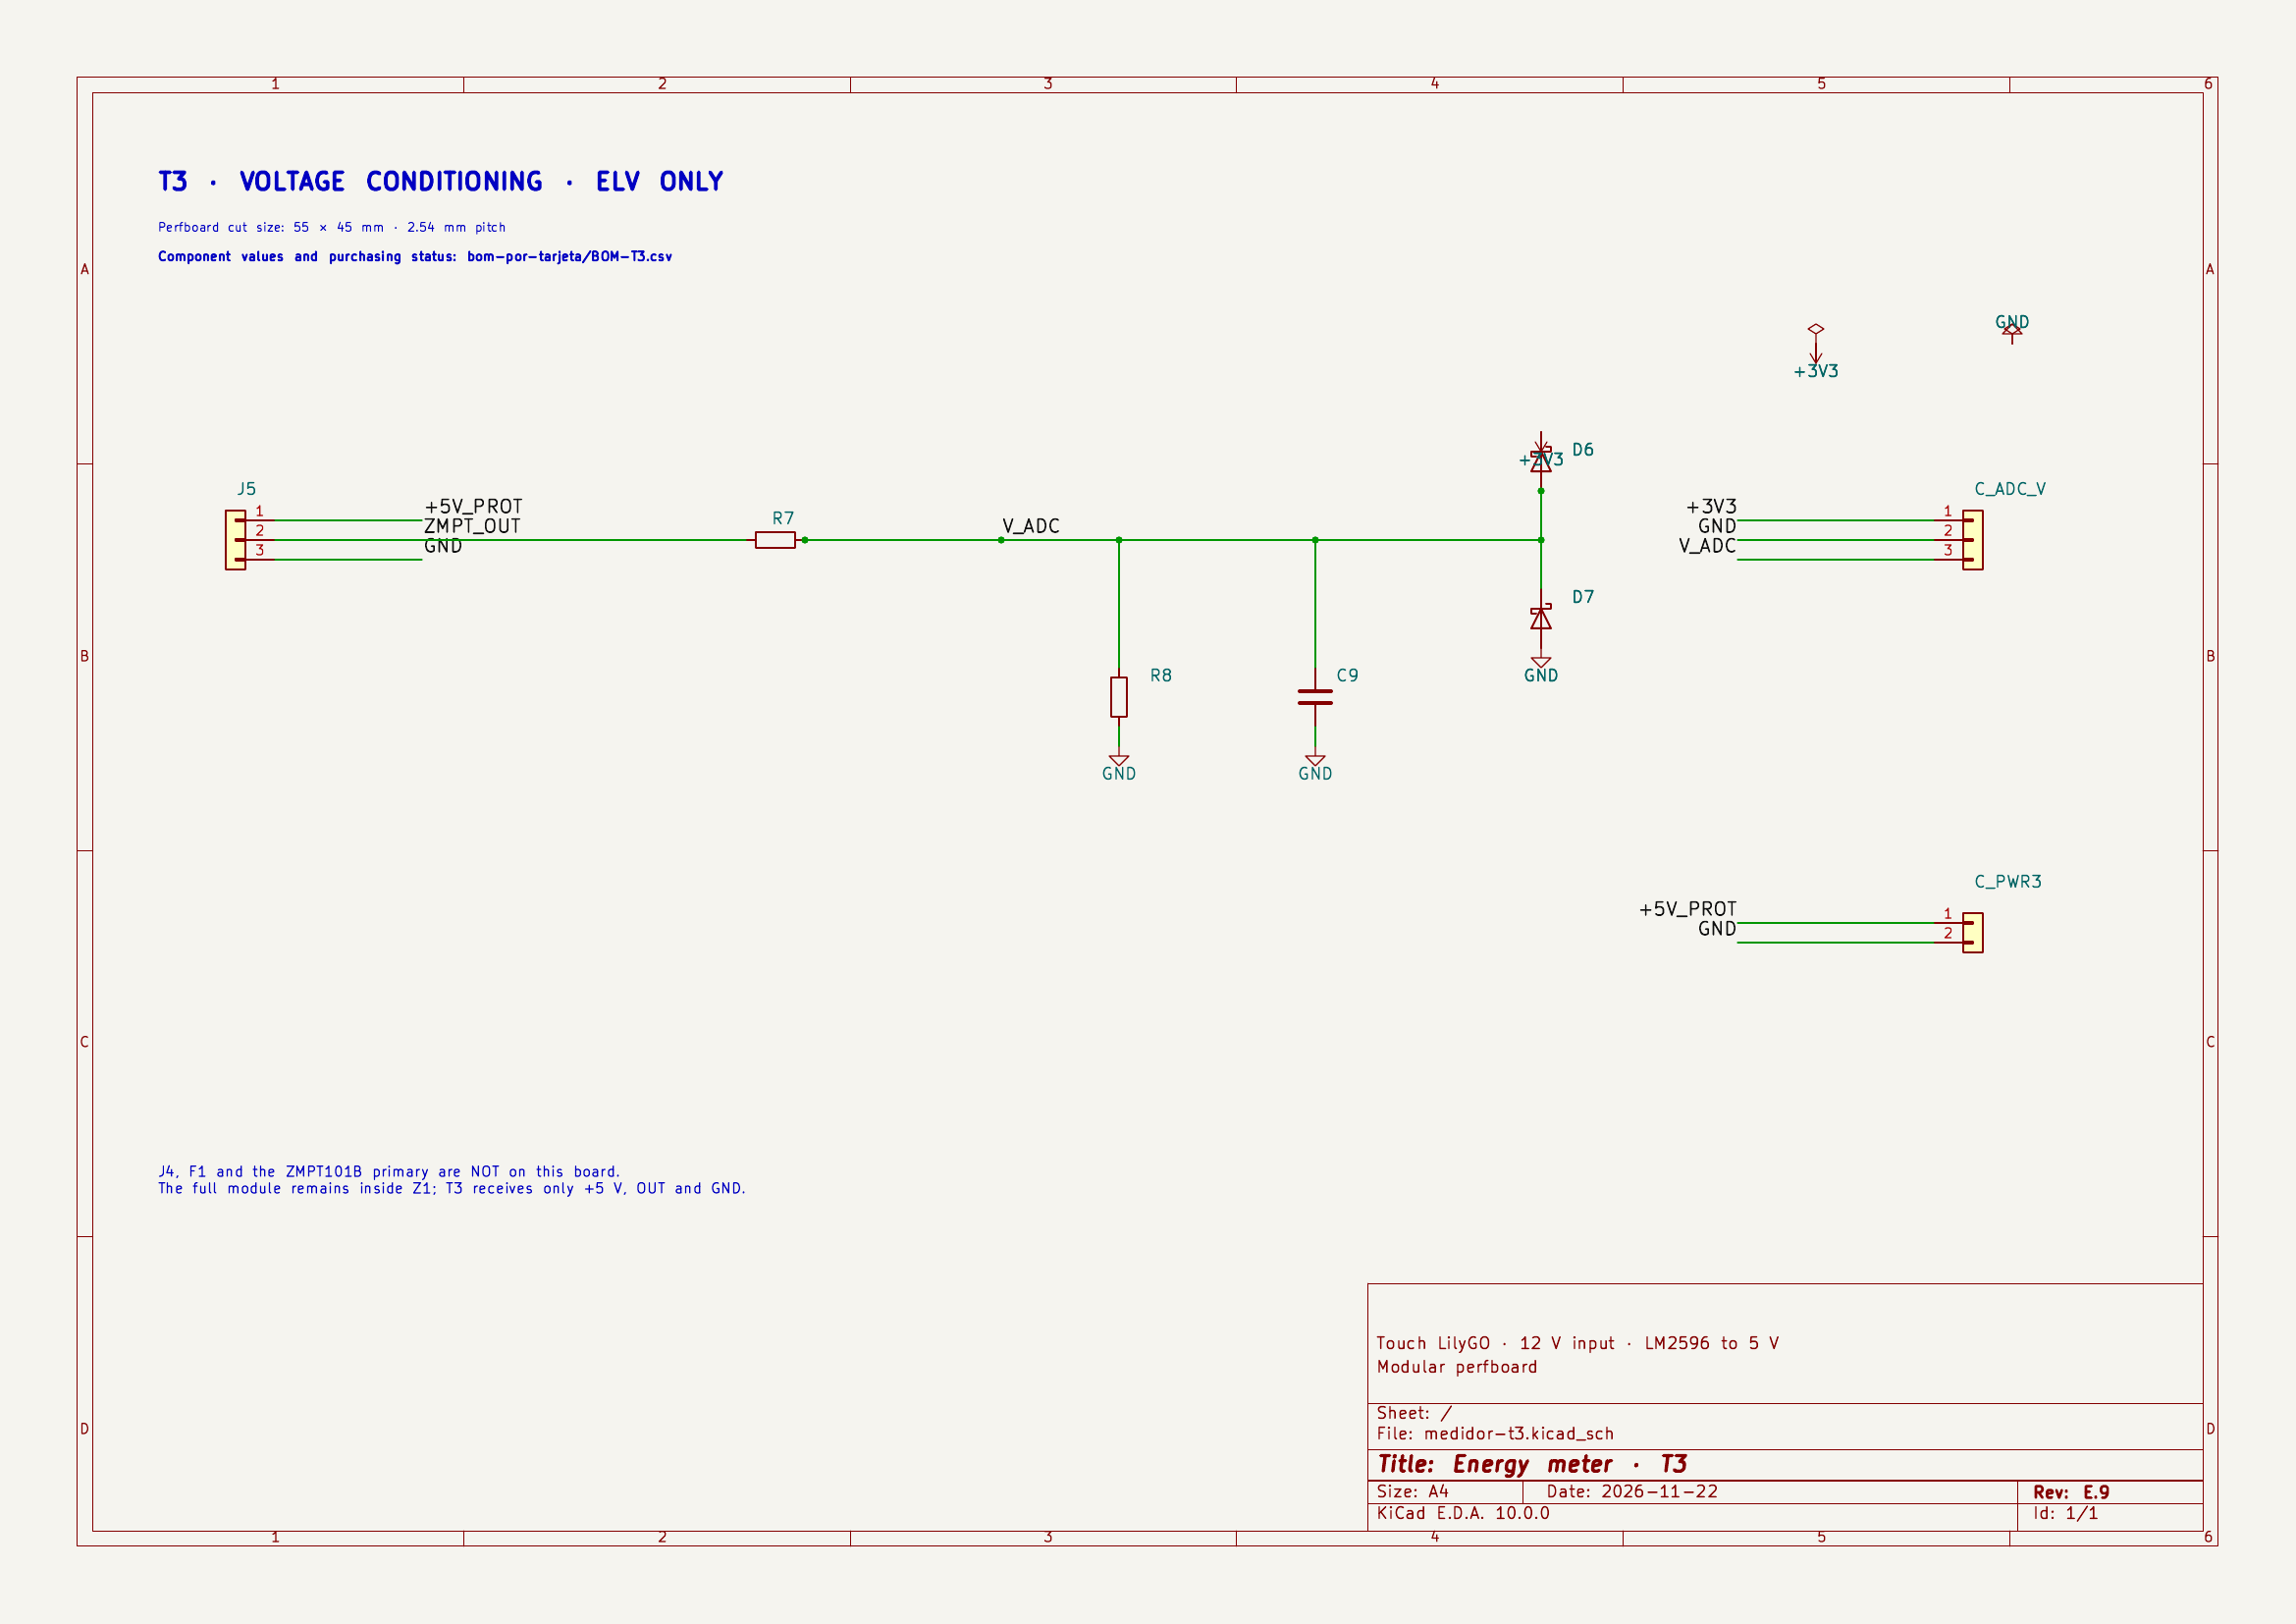 1 2 3 4 5 6
T3 · VOLTAGE CONDITIONING · ELV ONLY
Perfboard cut size: 55 × 45 mm · 2.54 mm pitch
Component values and purchasing status: bom-por-tarjeta/BOM-T3.csv
A A
GND
+3V3
D6
+3V3
J5
C_ADC_V
1 +5V_PROT
2 ZMPT_OUT
3 GND
R7
V_ADC
+3V3 1
GND 2
V_ADC 3
D7
B B
R8
C9
GND
GND
GND
C_PWR3
+5V_PROT 1
GND 2
C C
J4, F1 and the ZMPT101B primary are NOT on this board.
The full module remains inside Z1; T3 receives only +5 V, OUT and GND.
Touch LilyGO · 12 V input · LM2596 to 5 V
Modular perfboard
Sheet: /
File: medidor-t3.kicad_sch
D D
Title: Energy meter · T3
Size: A4 Date: 2026-11-22 Rev: E.9
KiCad E.D.A. 10.0.0 Id: 1/1
1 2 3 4 5 6